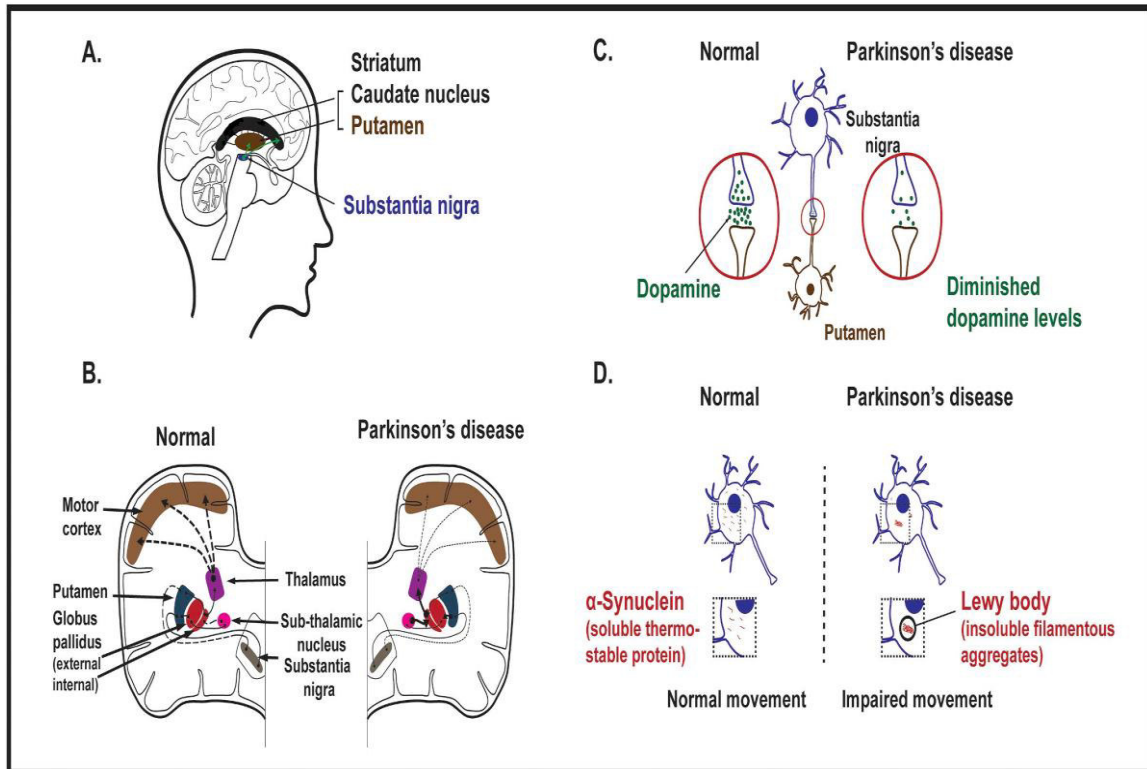 A.
Striatum
Caudate nucleus
Putamen
Substantia nigra
B.
Normal
Parkinson's disease
Motor
cortex
Putamen
Globus
pallidus
(external
internal)
Thalamus
Sub-thalamic
nucleus
Substantia
nigra
C.
Normal
Parkinson's disease
Substantia
nigra
Dopamine
Putamen
Diminished
dopamine levels
D.
Normal
Parkinson's disease
α-Synuclein
(soluble thermo-
stable protein)
Lewy body
(insoluble filamentous
aggregates)
Normal movement
Impaired movement